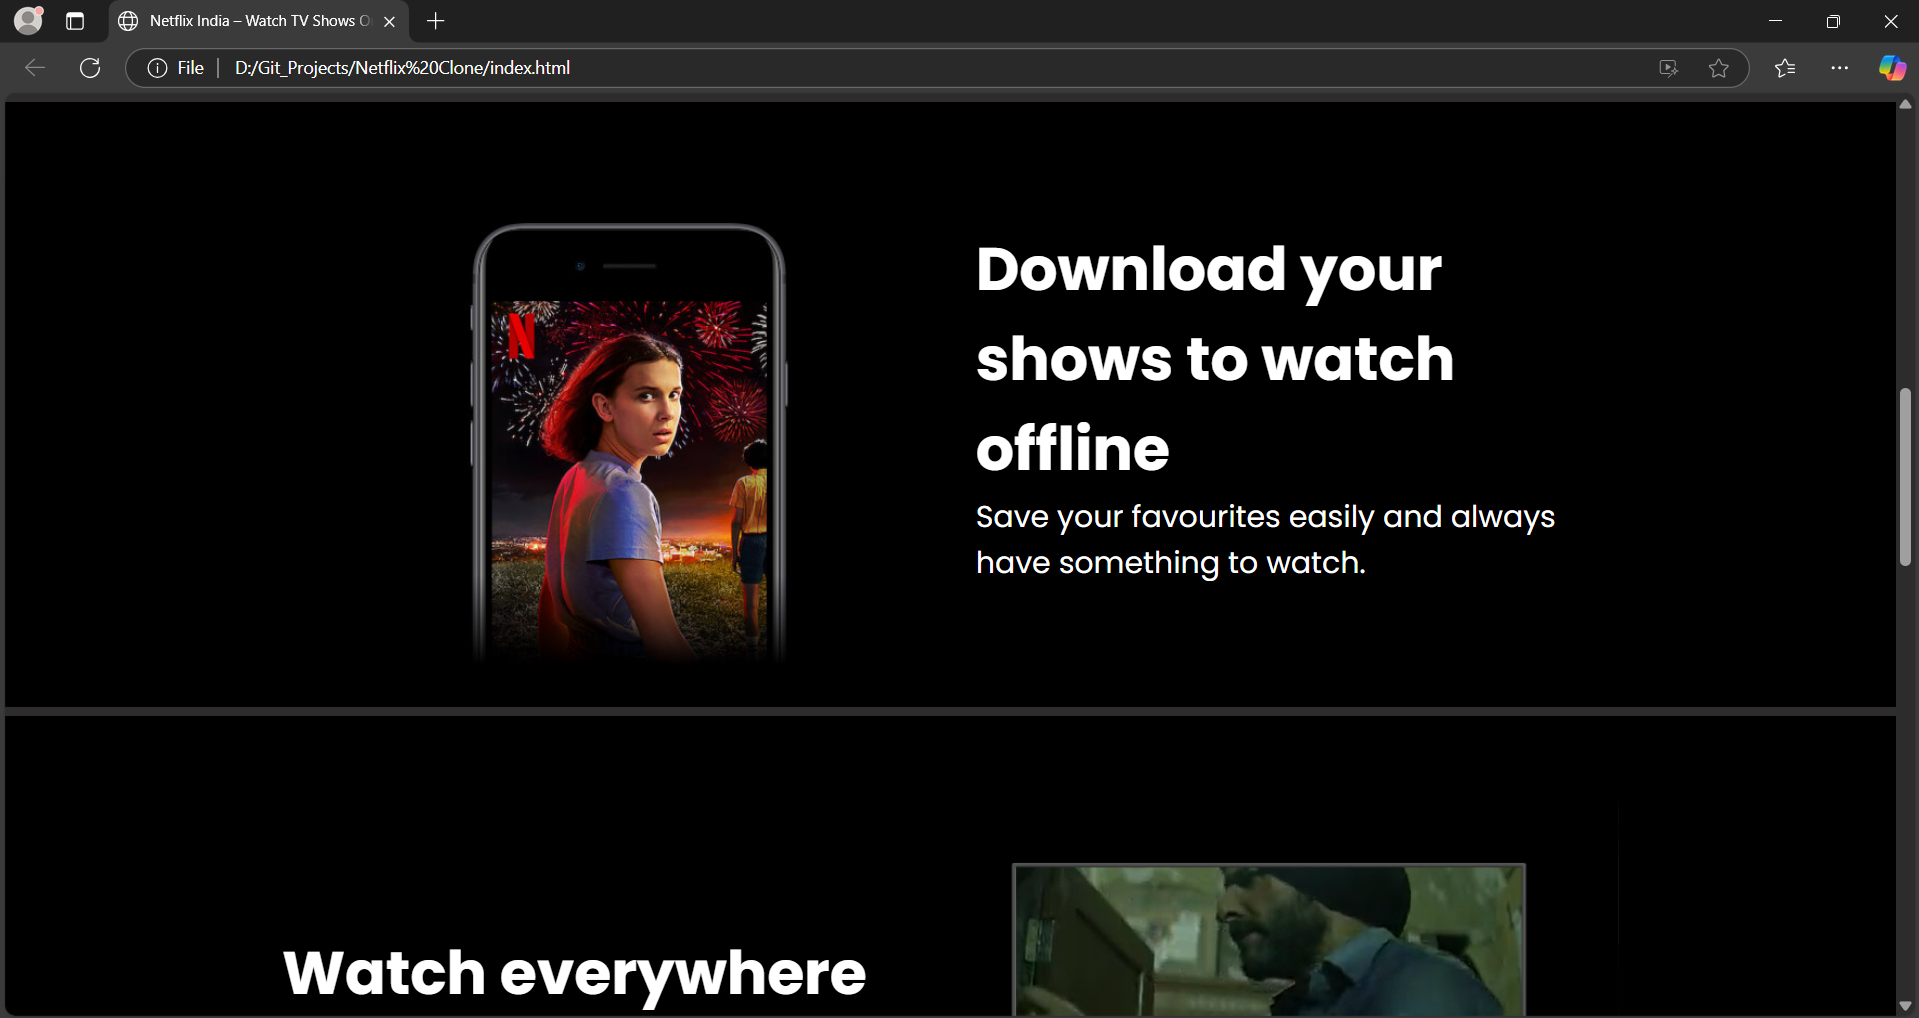 Netflix India – Watch TV Shows O
File
D:/Git_Projects/Netflix%20Clone/index.html
N
Download your
shows to watch
offline
Save your favourites easily and always
have something to watch.
Watch everywhere